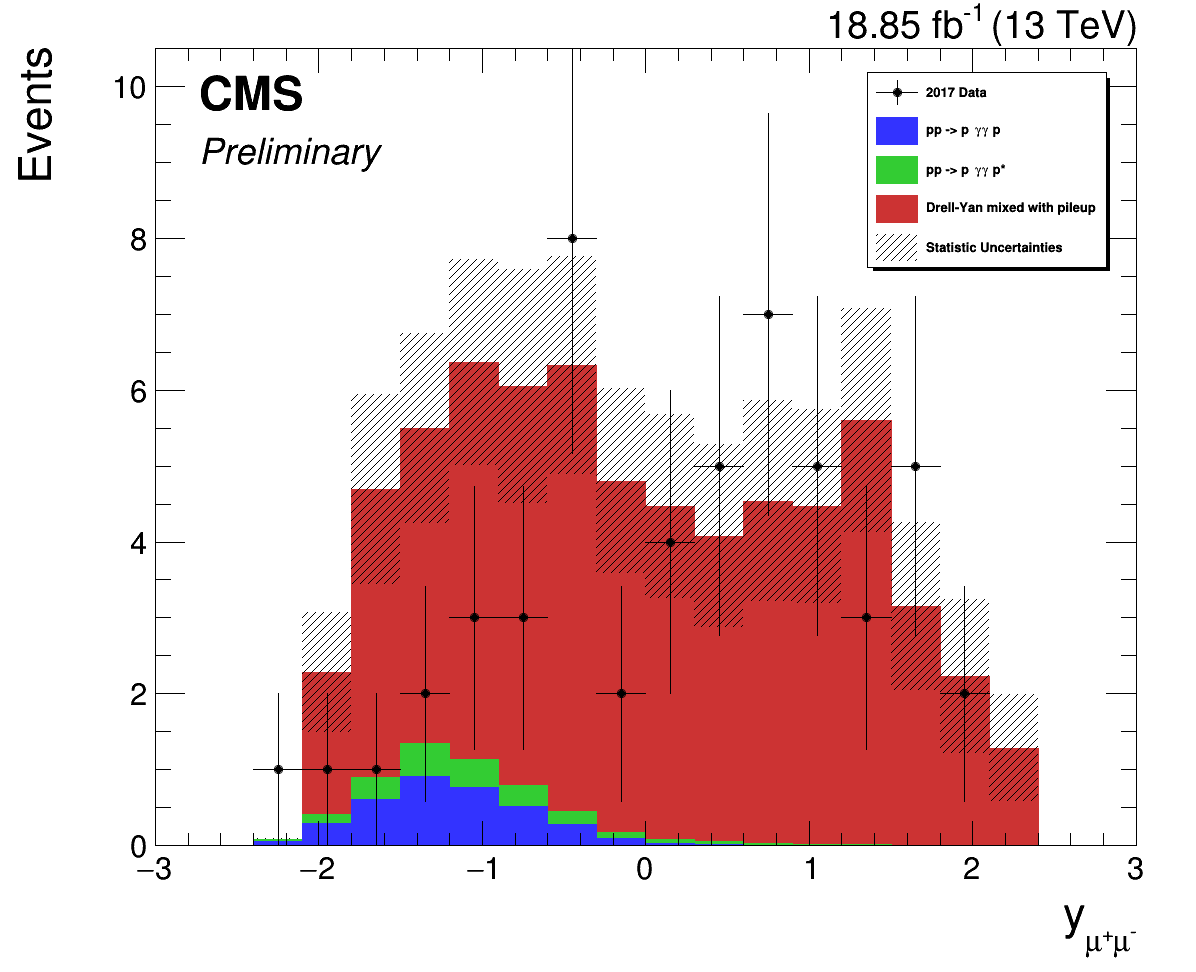 18.85 fb⁻¹ (13 TeV)
Events
CMS
Preliminary
2017 Data
pp -> p γγ p
pp -> p γγ p*
Drell-Yan mixed with pileup
Statistic Uncertainties
10
8
6
4
2
0
−3 −2 −1 0 1 2 3
y μ⁺μ⁻